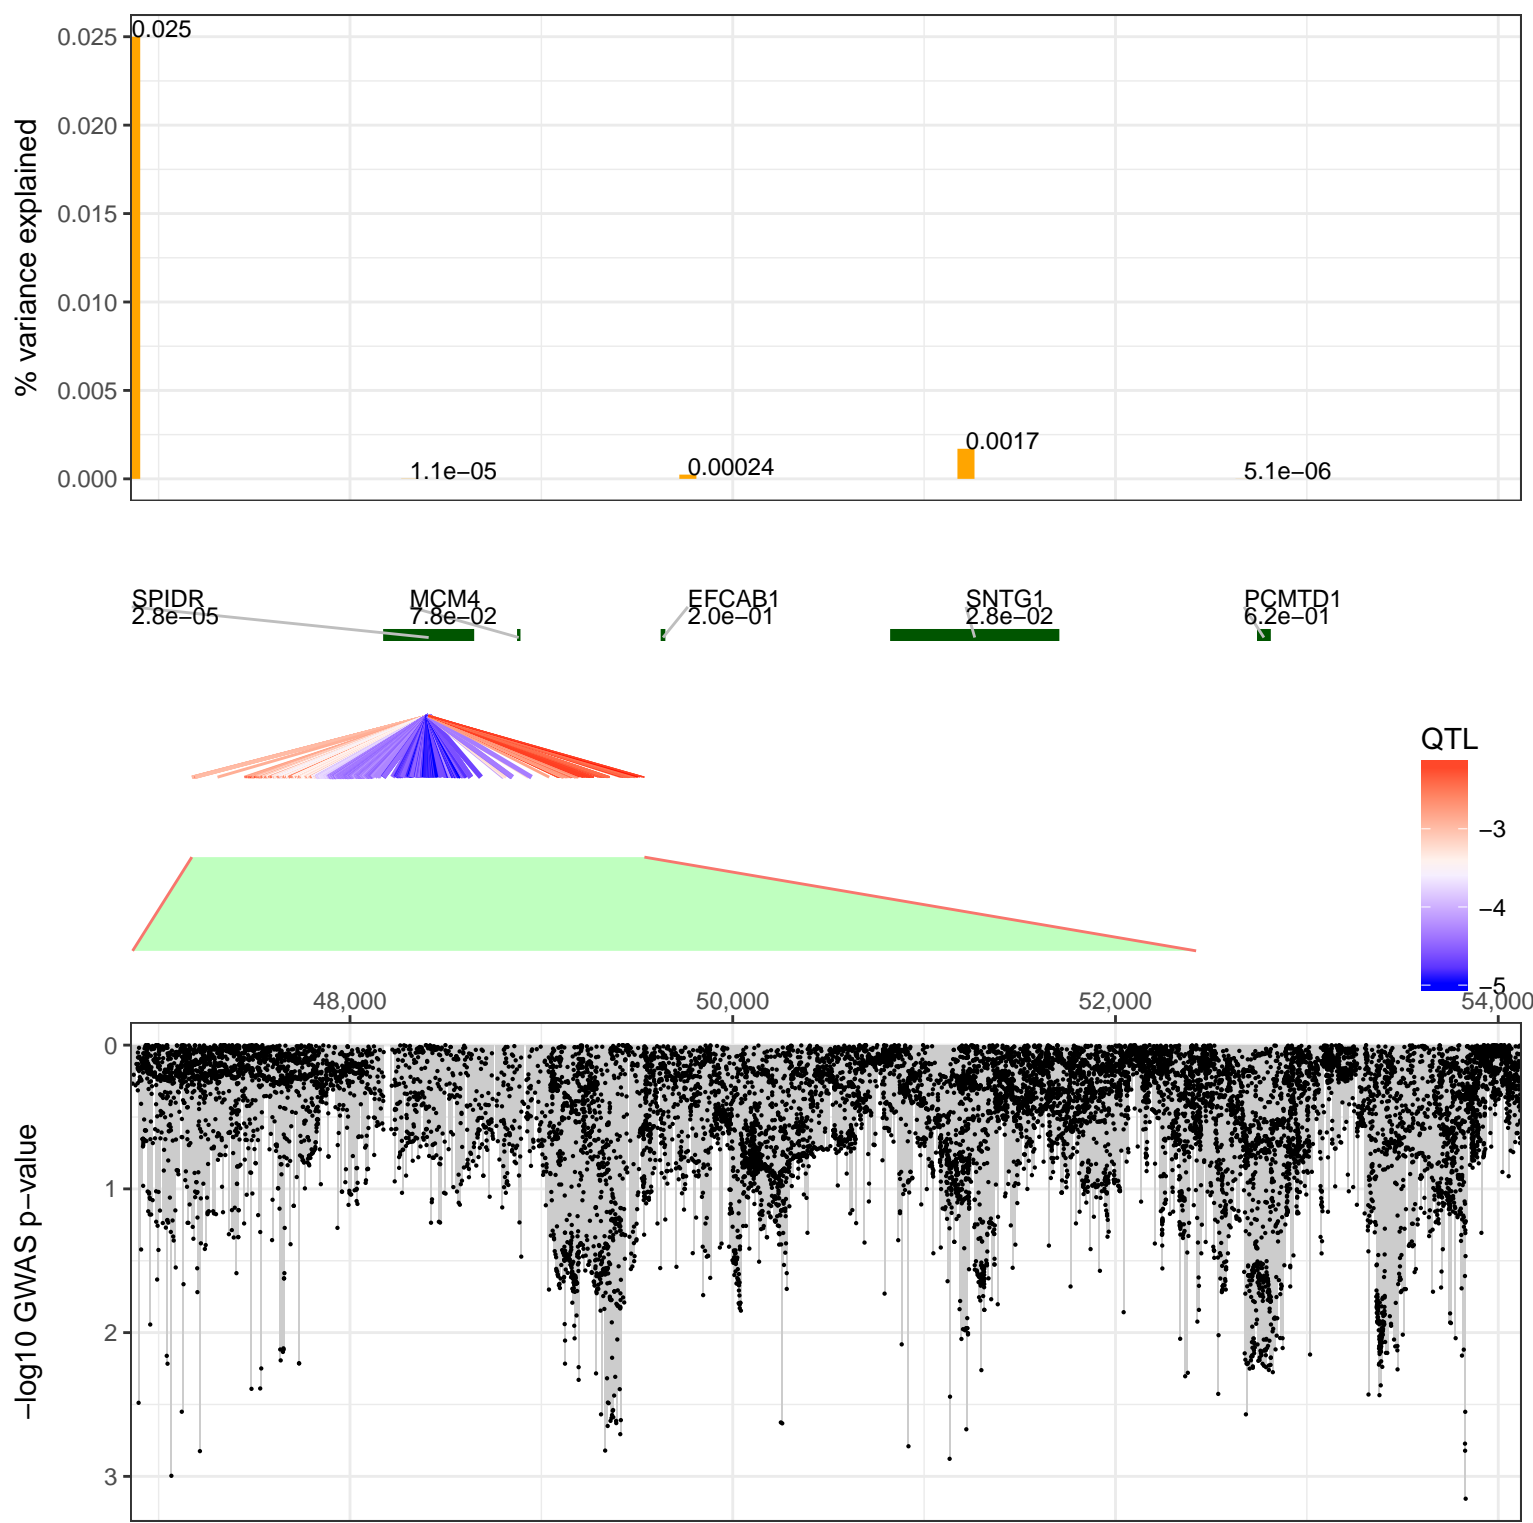 % variance explained
0.025
0.020
0.015
0.010
0.005
0.000
0.025
1.1e−05
0.00024
0.0017
5.1e−06
SPIDR
2.8e−05
MCM4
7.8e−02
EFCAB1
2.0e−01
SNTG1
2.8e−02
PCMTD1
6.2e−01
QTL
−3
−4
−5
48,000
50,000
52,000
54,000
−log10 GWAS p−value
0
1
2
3